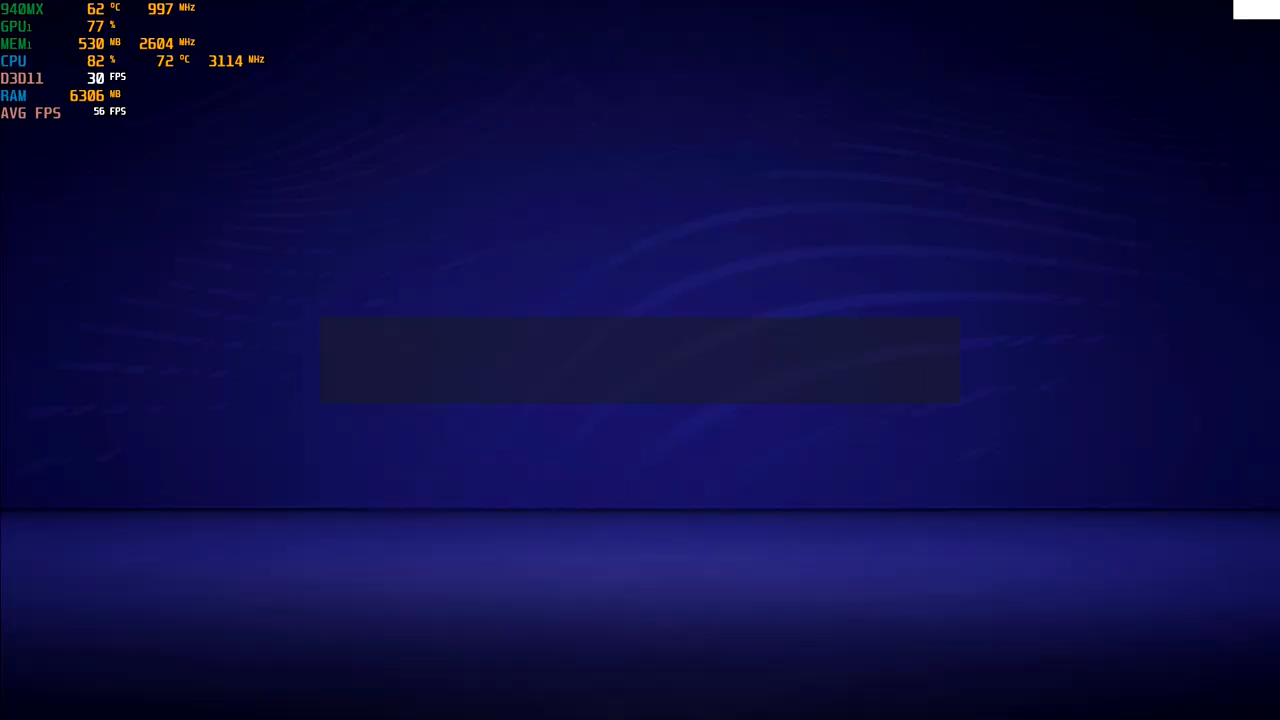 940MX 62 °C 997 MHz
GPU1 77 %
MEM1 530 MB 2604 MHz
CPU 82 % 72 °C 3114 MHz
D3D11 30 FPS
RAM 6306 MB
AVG FPS 56 FPS